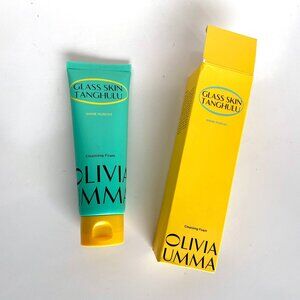 GLASS SKIN
TANGHULU
Cleansing Foam
OLIVIA
UMMA
GLASS SKIN
TANGHULU
Cleansing Foam
OLIVIA
UMMA